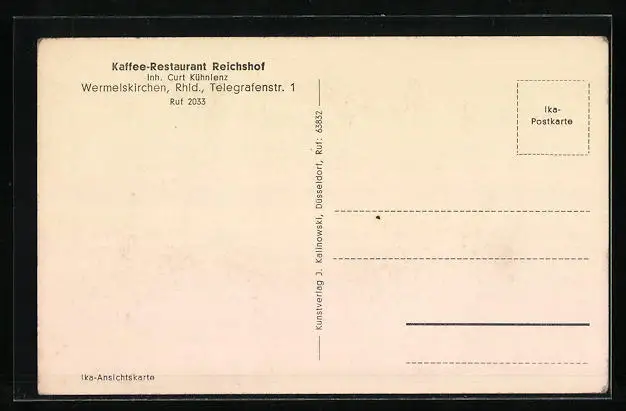 Kaffee-Restaurant Reichshof
Inh. Curt Kühnlenz
Wermelskirchen, Rhld., Telegrafenstr. 1
Ruf 2033
Kunstverlag J. Kalinowski, Düsseldorf, Ruf: 63832
Ika-
Postkarte
Ika-Ansichtskarte